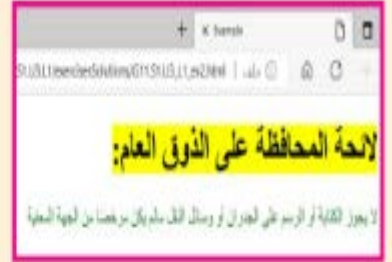 لائحة المحافظة على الذوق العام:
لا يجوز الكتابة أو الرسم على الجدران أو وسائل النقل مالم يكن مرخصا من الجهة المعنية